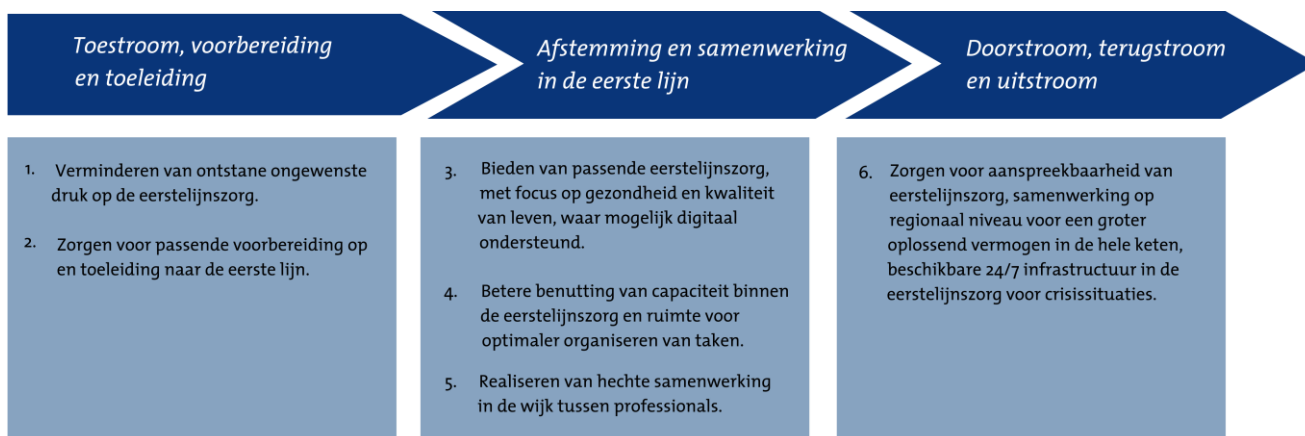 Toestroom, voorbereiding
en toeleiding
Afstemming en samenwerking
in de eerste lijn
Doorstroom, terugstroom
en uitstroom
1. Verminderen van ontstane ongewenste
druk op de eerstelijnszorg.
2. Zorgen voor passende voorbereiding op
en toeleiding naar de eerste lijn.
3. Bieden van passende eerstelijnszorg,
met focus op gezondheid en kwaliteit
van leven, waar mogelijk digitaal
ondersteund.
4. Betere benutting van capaciteit binnen
de eerstelijnszorg en ruimte voor
optimaler organiseren van taken.
5. Realiseren van hechte samenwerking
in de wijk tussen professionals.
6. Zorgen voor aanspreekbaarheid van
eerstelijnszorg, samenwerking op
regionaal niveau voor een groter
oplossend vermogen in de hele keten,
beschikbare 24/7 infrastructuur in de
eerstelijnszorg voor crisissituaties.